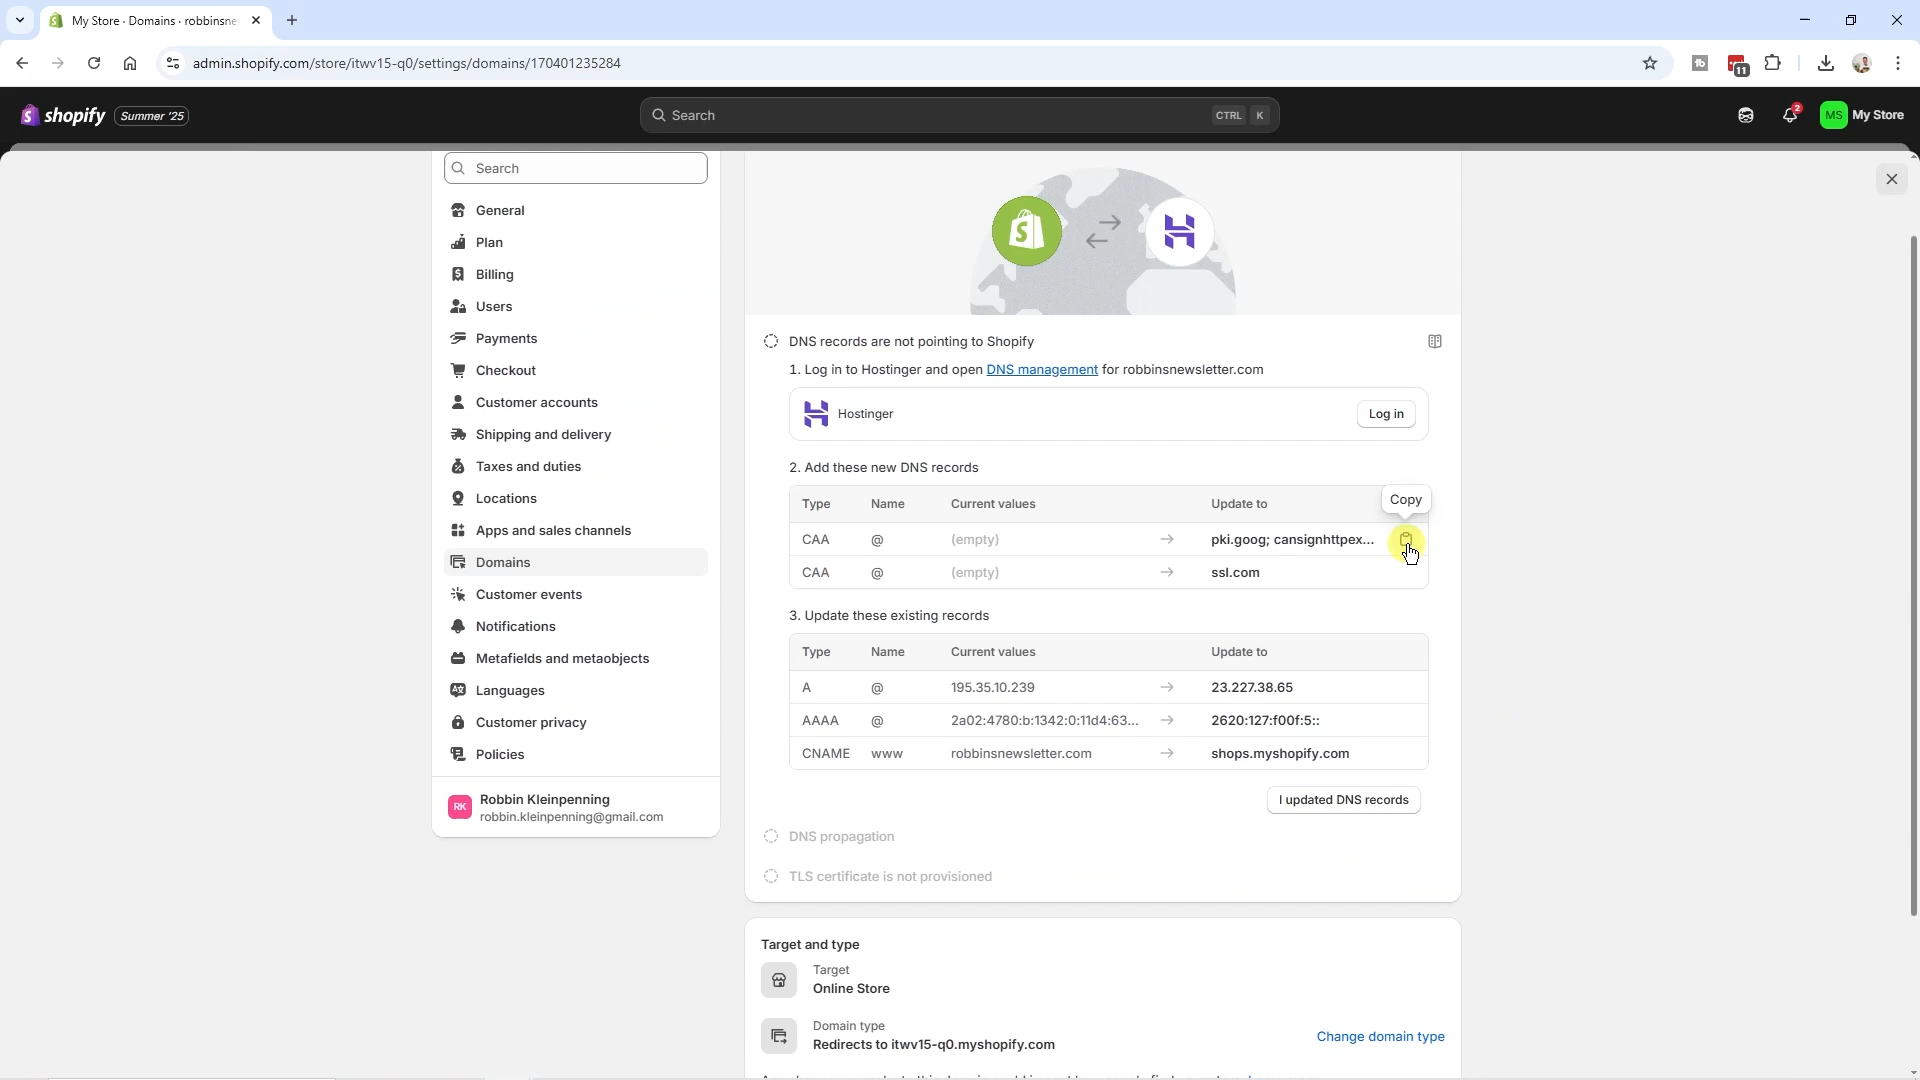 My Store · Domains · robbinsne
admin.shopify.com/store/itwv15-q0/settings/domains/170401235284
11
shopify Summer '25
Search CTRL K
2
MS My Store
Search
General
Plan
Billing
Users
Payments
Checkout
Customer accounts
Shipping and delivery
Taxes and duties
Locations
Apps and sales channels
Domains
Customer events
Notifications
Metafields and metaobjects
Languages
Customer privacy
Policies
RK Robbin Kleinpenning
robbin.kleinpenning@gmail.com
DNS records are not pointing to Shopify
1. Log in to Hostinger and open DNS management for robbinsnewsletter.com
Hostinger Log in
2. Add these new DNS records
Copy
Type Name Current values Update to
CAA @ (empty) → pki.goog; cansignhttpex...
CAA @ (empty) → ssl.com
3. Update these existing records
Type Name Current values Update to
A @ 195.35.10.239 → 23.227.38.65
AAAA @ 2a02:4780:b:1342:0:11d4:63... → 2620:127:f00f:5::
CNAME www robbinsnewsletter.com → shops.myshopify.com
I updated DNS records
DNS propagation
TLS certificate is not provisioned
Target and type
Target
Online Store
Domain type
Redirects to itwv15-q0.myshopify.com
Change domain type